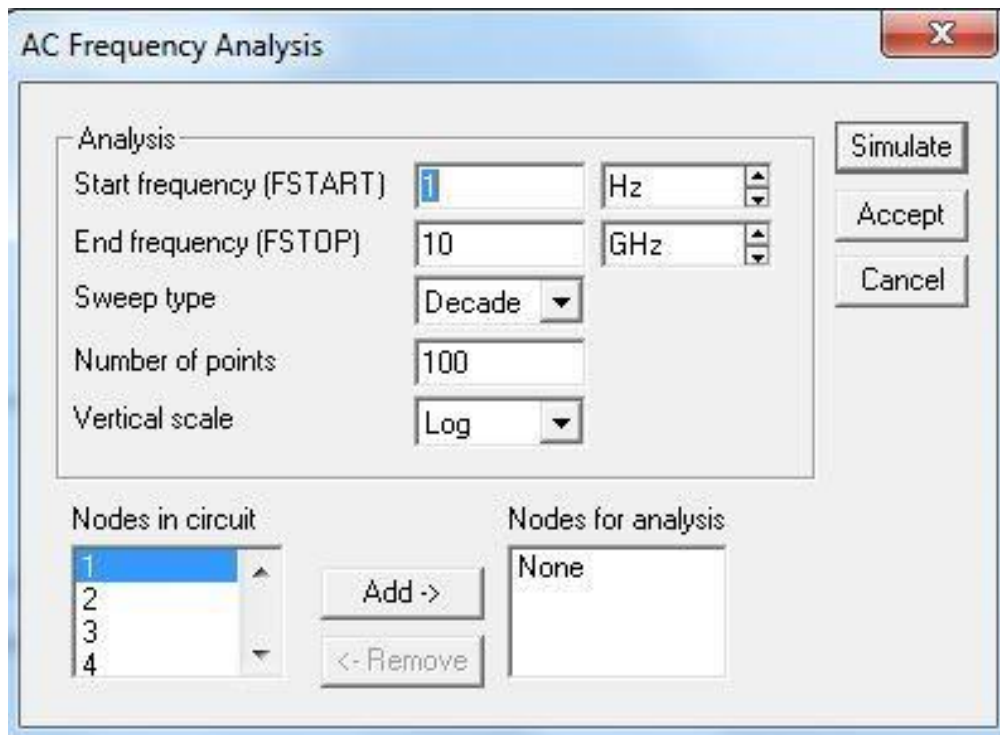 AC Frequency Analysis
X
Analysis
Start frequency (FSTART) 1 Hz
End frequency (FSTOP) 10 GHz
Sweep type Decade
Number of points 100
Vertical scale Log
Simulate
Accept
Cancel
Nodes in circuit
1
2
3
4
Add ->
<- Remove
Nodes for analysis
None